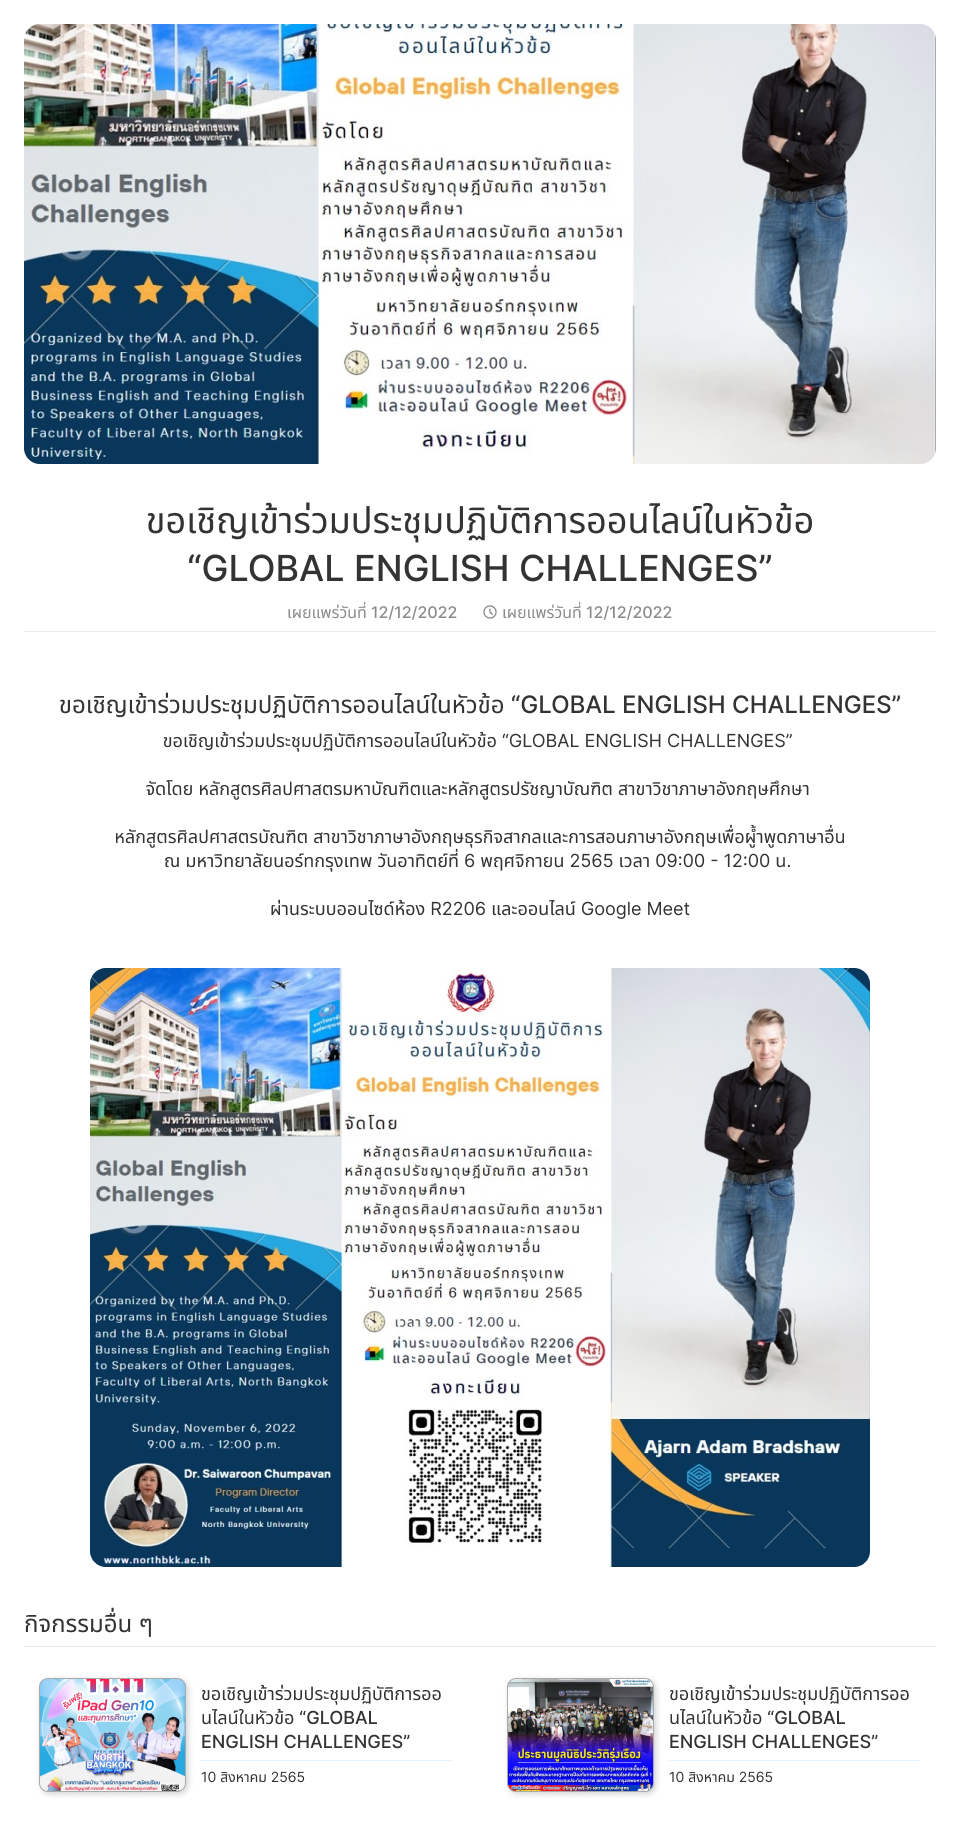 ขอเชิญเข้าร่วมประชุมปฏิบัติการ
ออนไลน์ในหัวข้อ
Global English Challenges
จัดโดย
หลักสูตรศิลปศาสตรมหาบัณฑิตและ
หลักสูตรปรัชญาดุษฎีบัณฑิต สาขาวิชา
ภาษาอังกฤษศึกษา
หลักสูตรศิลปศาสตรบัณฑิต สาขาวิชา
ภาษาอังกฤษธุรกิจสากลและการสอน
ภาษาอังกฤษเพื่อผู้พูดภาษาอื่น
มหาวิทยาลัยนอร์ทกรุงเทพ
วันอาทิตย์ที่ 6 พฤศจิกายน 2565
เวลา 9.00 - 12.00 น.
ผ่านระบบออนไซด์ห้อง R2206
และออนไลน์ Google Meet
ฟรี!
ลงทะเบียน
มหาวิทยาลัยนอร์ทกรุงเทพ
NORTH BANGKOK UNIVERSITY
Global English
Challenges
Organized by the M.A. and Ph.D.
programs in English Language Studies
and the B.A. programs in Global
Business English and Teaching English
to Speakers of Other Languages,
Faculty of Liberal Arts, North Bangkok
University.
ขอเชิญเข้าร่วมประชุมปฏิบัติการออนไลน์ในหัวข้อ
“GLOBAL ENGLISH CHALLENGES”
เผยแพร่วันที่ 12/12/2022 เผยแพร่วันที่ 12/12/2022
ขอเชิญเข้าร่วมประชุมปฏิบัติการออนไลน์ในหัวข้อ “GLOBAL ENGLISH CHALLENGES”
ขอเชิญเข้าร่วมประชุมปฏิบัติการออนไลน์ในหัวข้อ “GLOBAL ENGLISH CHALLENGES”
จัดโดย หลักสูตรศิลปศาสตรมหาบัณฑิตและหลักสูตรปรัชญาบัณฑิต สาขาวิชาภาษาอังกฤษศึกษา
หลักสูตรศิลปศาสตรบัณฑิต สาขาวิชาภาษาอังกฤษธุรกิจสากลและการสอนภาษาอังกฤษเพื่อผู้ำพูดภาษาอื่น
ณ มหาวิทยาลัยนอร์ทกรุงเทพ วันอาทิตย์ที่ 6 พฤศจิกายน 2565 เวลา 09:00 - 12:00 น.
ผ่านระบบออนไซด์ห้อง R2206 และออนไลน์ Google Meet
มหาวิทยาลัยนอร์ทกรุงเทพ
NORTH BANGKOK UNIVERSITY
Global English
Challenges
Organized by the M.A. and Ph.D.
programs in English Language Studies
and the B.A. programs in Global
Business English and Teaching English
to Speakers of Other Languages,
Faculty of Liberal Arts, North Bangkok
University.
Sunday, November 6, 2022
9:00 a.m. - 12:00 p.m.
Dr. Saiwaroon Chumpavan
Program Director
Faculty of Liberal Arts
North Bangkok University
www.northbkk.ac.th
ขอเชิญเข้าร่วมประชุมปฏิบัติการ
ออนไลน์ในหัวข้อ
Global English Challenges
จัดโดย
หลักสูตรศิลปศาสตรมหาบัณฑิตและ
หลักสูตรปรัชญาดุษฎีบัณฑิต สาขาวิชา
ภาษาอังกฤษศึกษา
หลักสูตรศิลปศาสตรบัณฑิต สาขาวิชา
ภาษาอังกฤษธุรกิจสากลและการสอน
ภาษาอังกฤษเพื่อผู้พูดภาษาอื่น
มหาวิทยาลัยนอร์ทกรุงเทพ
วันอาทิตย์ที่ 6 พฤศจิกายน 2565
เวลา 9.00 - 12.00 น.
ผ่านระบบออนไซด์ห้อง R2206
และออนไลน์ Google Meet
ฟรี!
ลงทะเบียน
Ajarn Adam Bradshaw
SPEAKER
กิจกรรมอื่น ๆ
11.11
รับฟรี!
iPad Gen10
และทุนการศึกษา*
NORTH
BANGKOK
ขอเชิญเข้าร่วมประชุมปฏิบัติการออ
นไลน์ในหัวข้อ “GLOBAL
ENGLISH CHALLENGES”
10 สิงหาคม 2565
ประธานมูลนิธิประวัติรุ่งเรือง
ขอเชิญเข้าร่วมประชุมปฏิบัติการออ
นไลน์ในหัวข้อ “GLOBAL
ENGLISH CHALLENGES”
10 สิงหาคม 2565